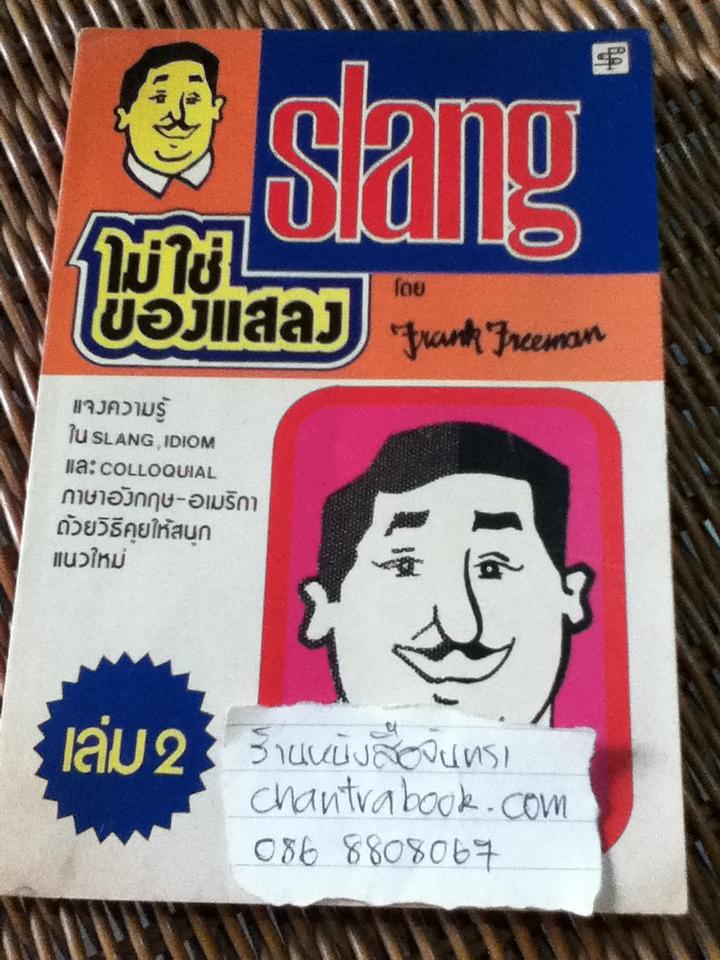 slang
ไม่ใช่
ของแสลง
โดย
Frank Freeman
แจงความรู้
ใน SLANG, IDIOM
และ COLLOQUIAL
ภาษาอังกฤษ-อเมริกา
ด้วยวิธีคุยให้สนุก
แนวใหม่
เล่ม 2
ร้านหนังสือจันทรา
chantrabook.com
086 8808067